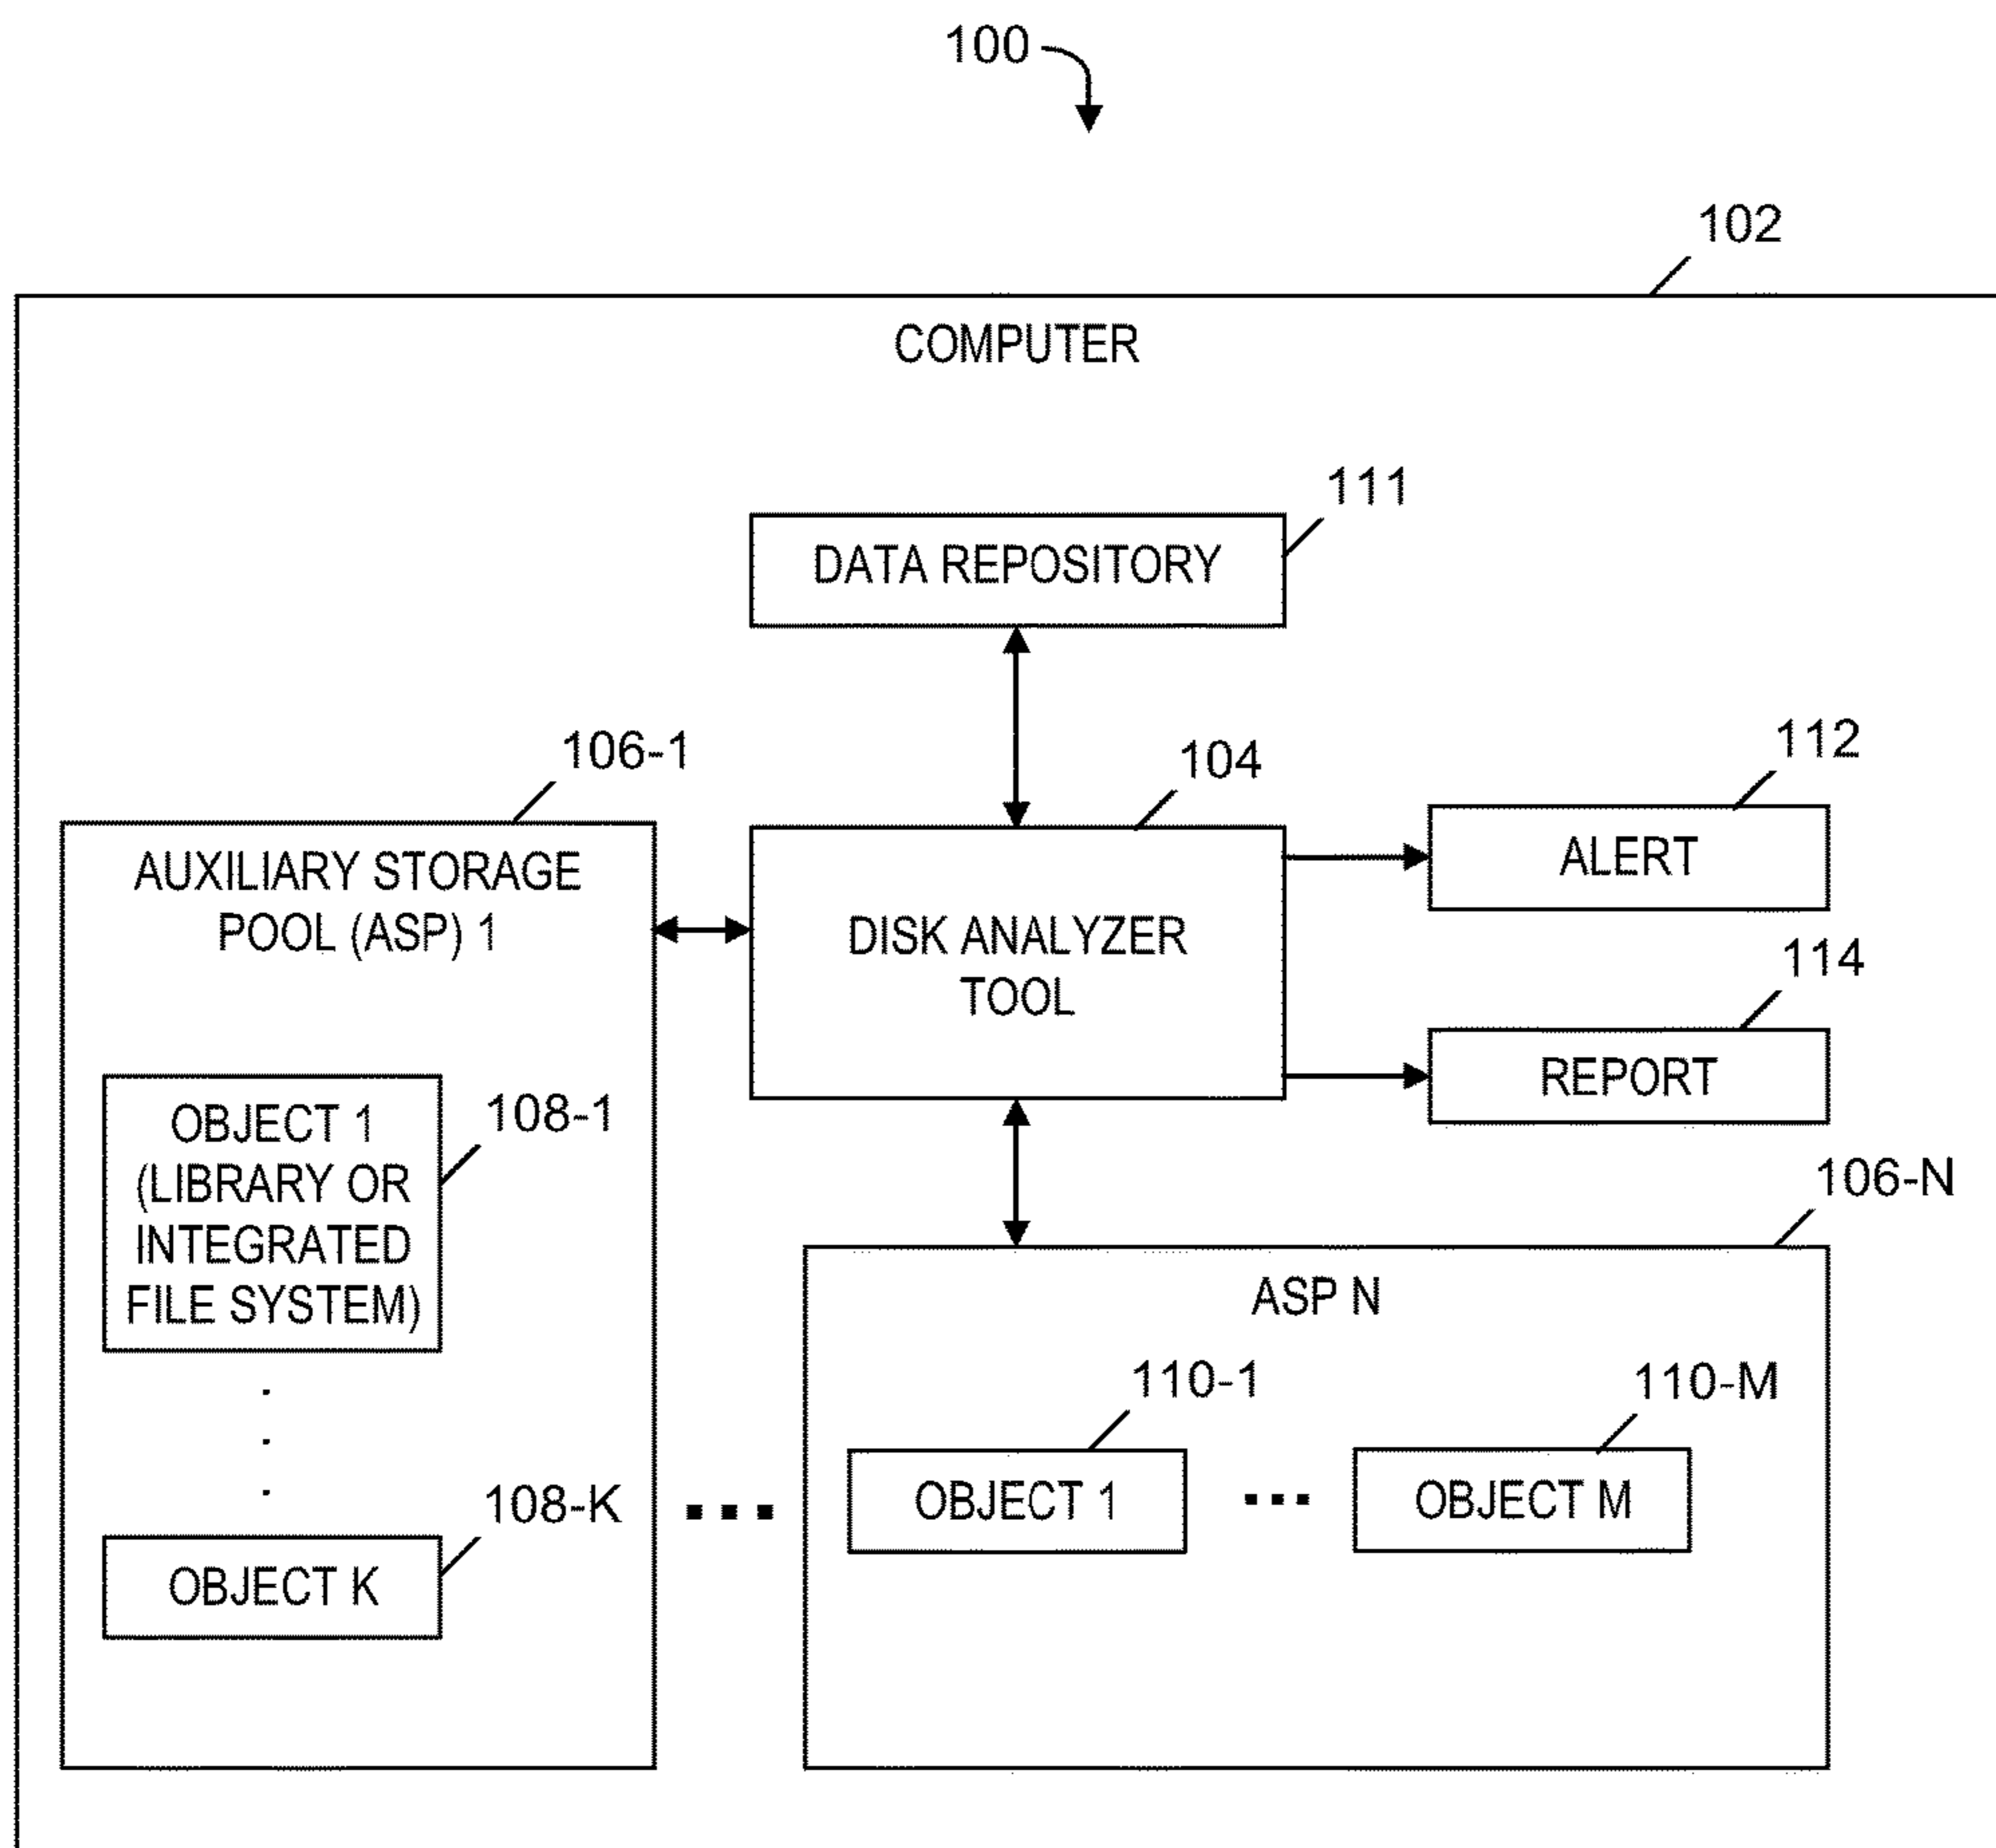 100
102
COMPUTER
111
DATA REPOSITORY
106-1
104
112
AUXILIARY STORAGE
POOL (ASP) 1
DISK ANALYZER
TOOL
ALERT
114
REPORT
OBJECT 1
(LIBRARY OR
INTEGRATED
FILE SYSTEM)
108-1
106-N
ASP N
110-1
110-M
108-K
OBJECT K
OBJECT 1
OBJECT M